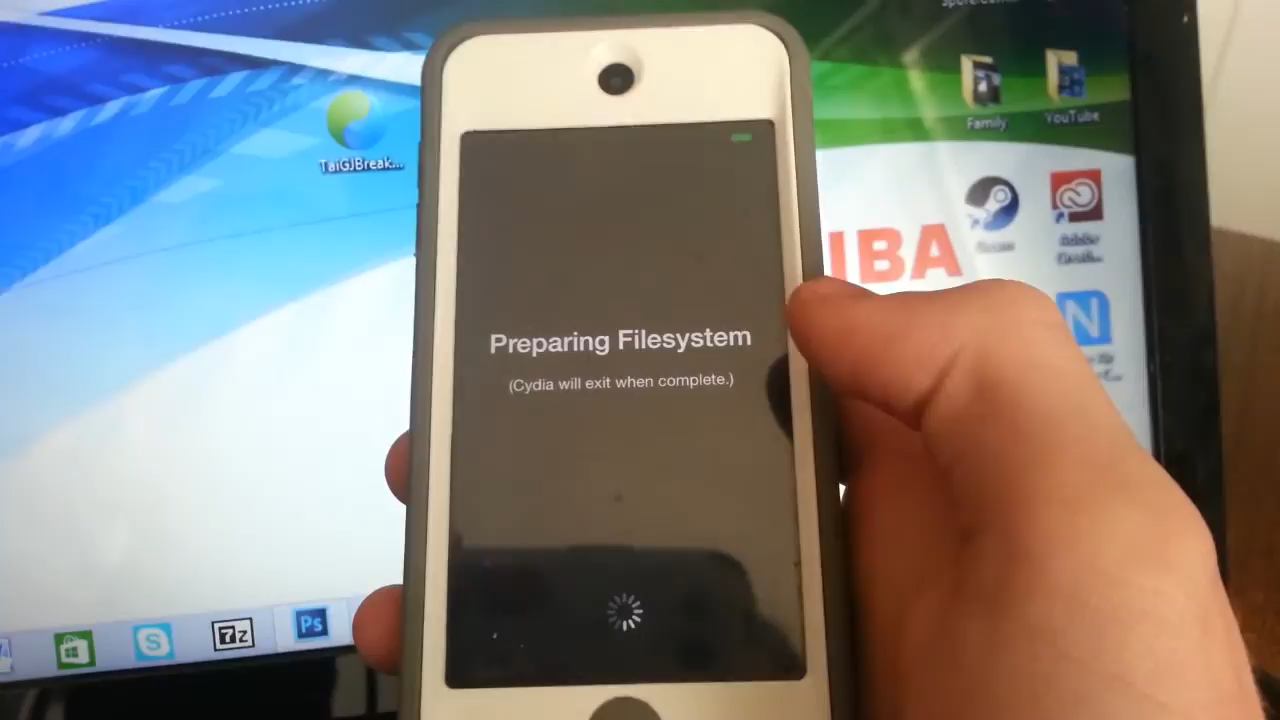 Family
YouTube
TaiGJBreak...
IBA
Preparing Filesystem
(Cydia will exit when complete.)
N
S
7z
Ps